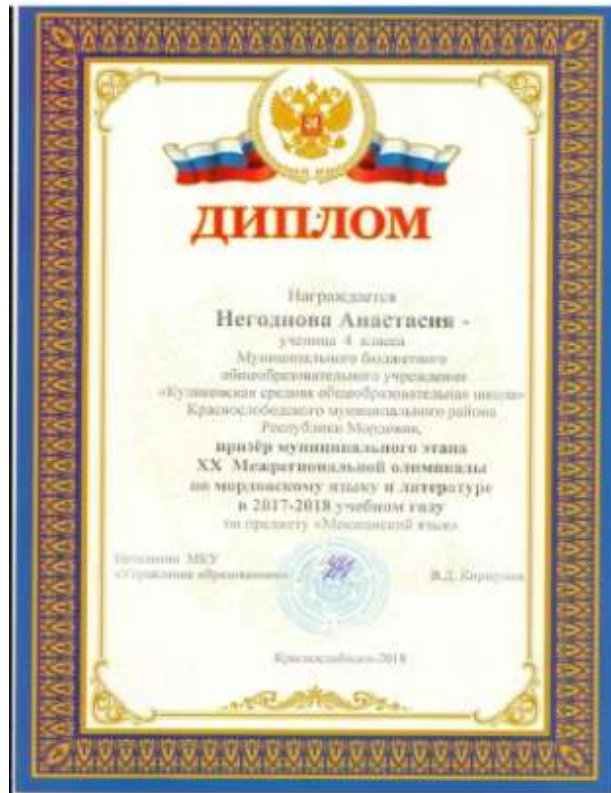 ДИПЛОМ
Награждается
Негоднова Анастасия -
ученица 4 класса
Муниципального бюджетного
общеобразовательного учреждения
«Куликовская средняя общеобразовательная школа»
Краснослободского муниципального района
Республики Мордовия,
призёр муниципального этапа
XX Межрегиональной олимпиады
по мордовскому языку и литературе
в 2017-2018 учебном году
по предмету «Мокшанский язык»
Начальник МКУ
«Управление образованием»
В.Д.
Краснослободск-2018